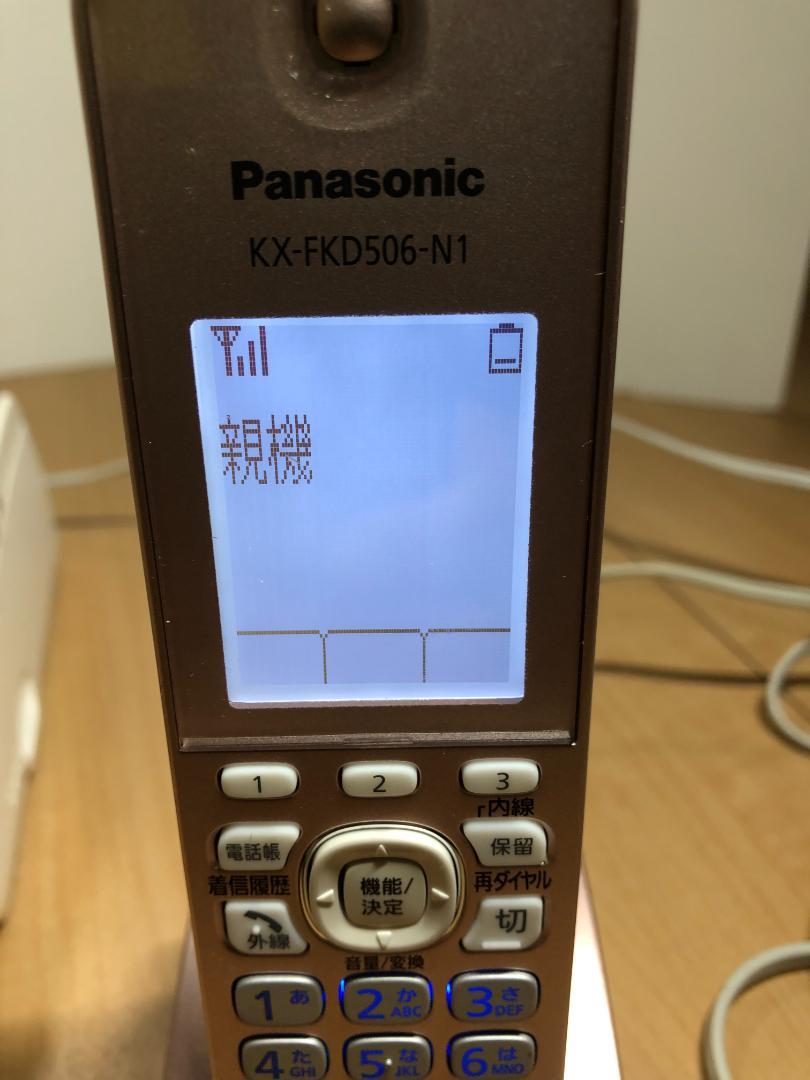 Panasonic
KX-FKD506-N1
親機
1 2 3
内線
電話帳 保留
機能/
決定
着信履歴 再ダイヤル
外線 切
音量/変換
1 あ 2 か ABC 3 さ DEF
4 た GHI 5 な JKL 6 は MNO